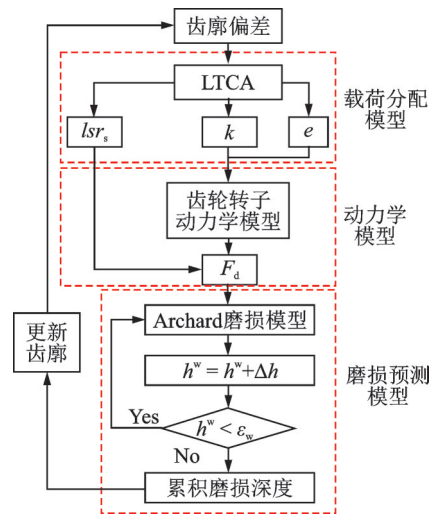 齿廓偏差
LTCA
载荷分配
模型
lsrₛ
k
e
齿轮转子
动力学模型
动力学
模型
F_d
Archard磨损模型
更新
齿廓
hʷ = hʷ+Δh
磨损预测
模型
Yes
hʷ < ε_w
No
累积磨损深度